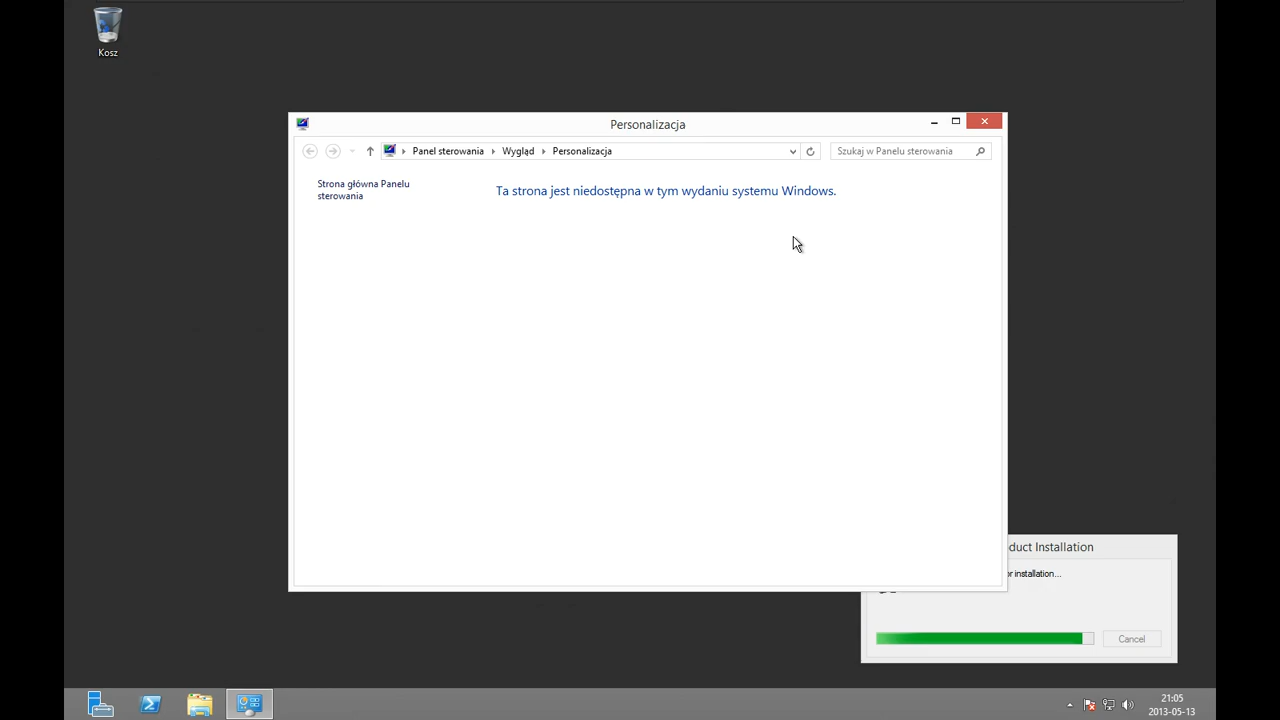 Kosz
Personalizacja
Panel sterowania
Wygląd
Personalizacja
Szukaj w Panelu sterowania
Strona główna Panelu
sterowania
Ta strona jest niedostępna w tym wydaniu systemu Windows.
duct Installation
or installation...
Cancel
21:05
2013-05-13